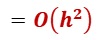 = O(h²)